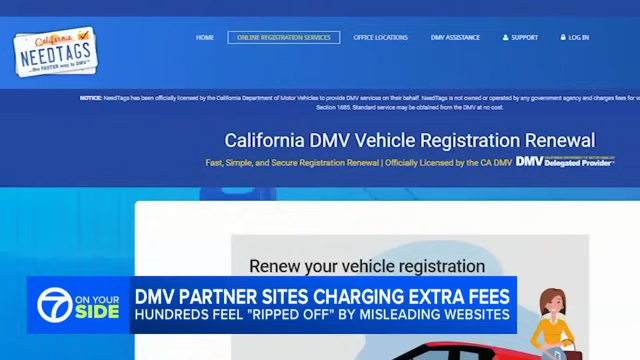 California
NEEDTAGS
...the FASTER way to DMV™
HOME
ONLINE REGISTRATION SERVICES
OFFICE LOCATIONS
DMV ASSISTANCE
SUPPORT
LOG IN
NOTICE: NeedTags has been officially licensed by the California Department of Motor Vehicles to provide DMV services on their behalf. NeedTags is not owned or operated by any government agency and charges fees for
Section 1685. Standard service may be obtained from the DMV at no cost.
California DMV Vehicle Registration Renewal
Fast, Simple, and Secure Registration Renewal | Officially Licensed by the CA DMV DMV Delegated Provider™
Renew your vehicle registration
7 ON YOUR SIDE
DMV PARTNER SITES CHARGING EXTRA FEES
HUNDREDS FEEL "RIPPED OFF" BY MISLEADING WEBSITES